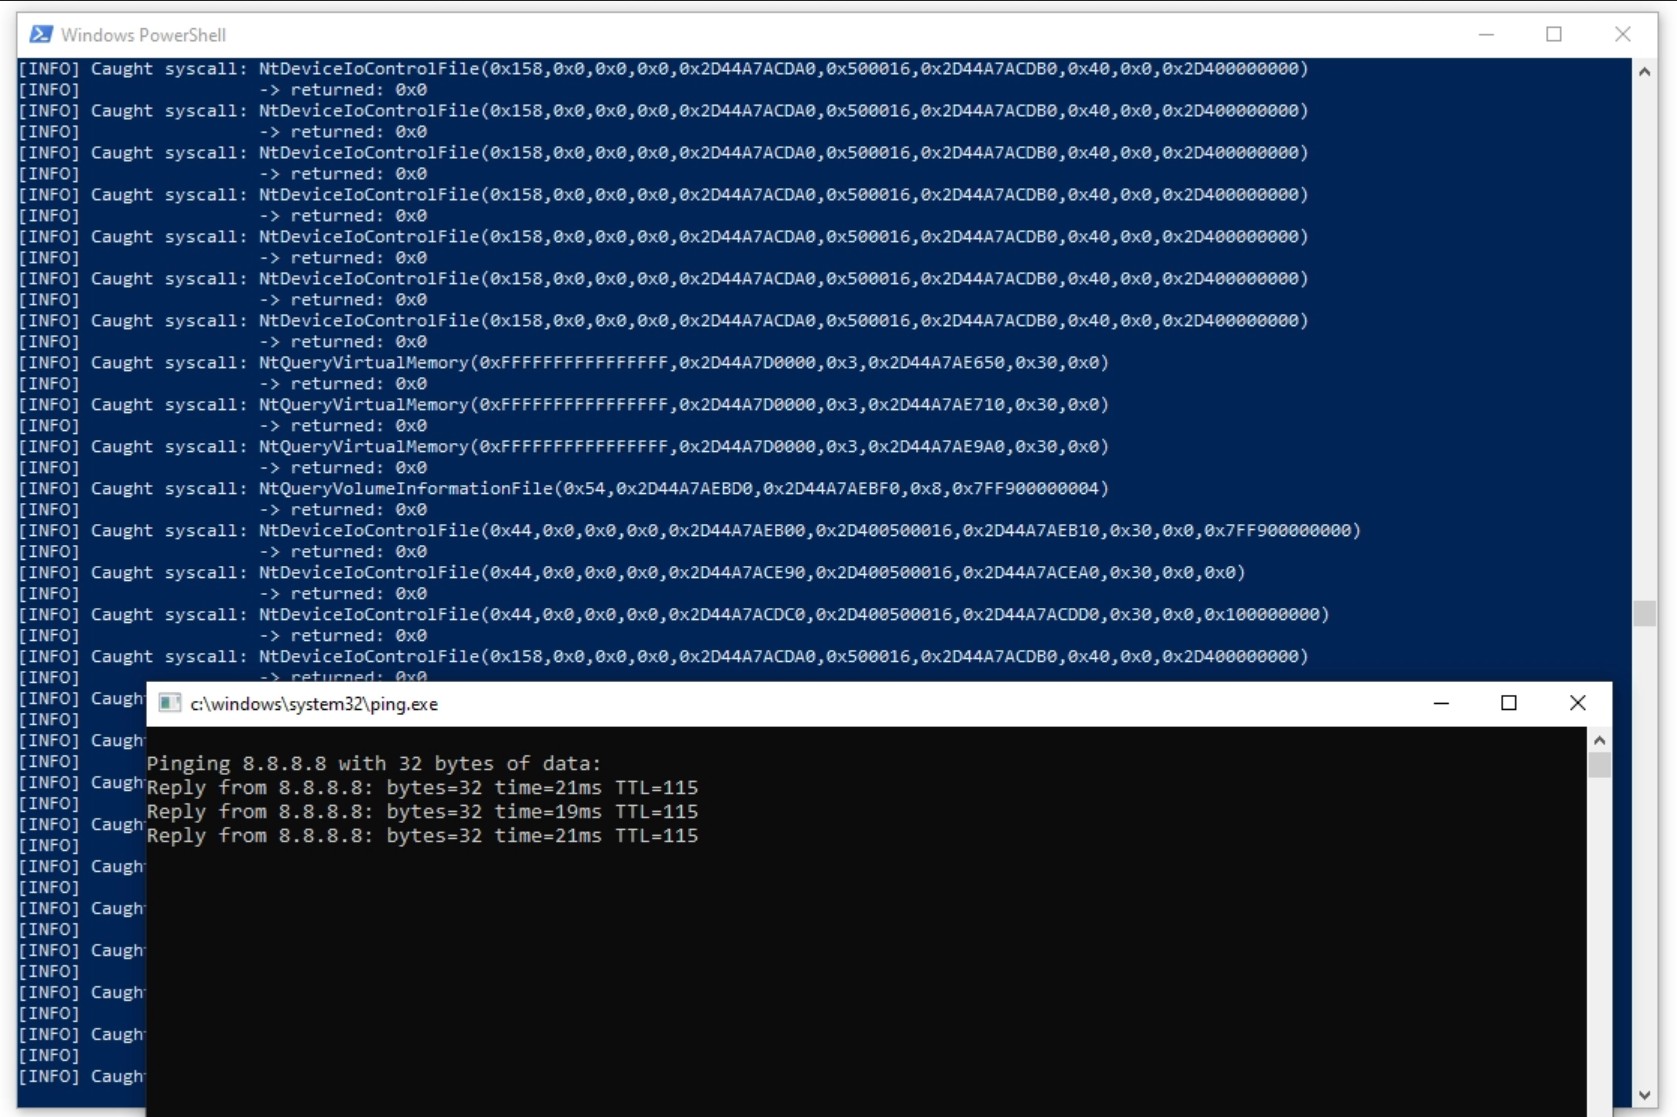 Windows PowerShell
[INFO] Caught syscall: NtDeviceIoControlFile(0x158,0x0,0x0,0x0,0x2D44A7ACDA0,0x500016,0x2D44A7ACDB0,0x40,0x0,0x2D400000000)
[INFO] -> returned: 0x0
[INFO] Caught syscall: NtDeviceIoControlFile(0x158,0x0,0x0,0x0,0x2D44A7ACDA0,0x500016,0x2D44A7ACDB0,0x40,0x0,0x2D400000000)
[INFO] -> returned: 0x0
[INFO] Caught syscall: NtDeviceIoControlFile(0x158,0x0,0x0,0x0,0x2D44A7ACDA0,0x500016,0x2D44A7ACDB0,0x40,0x0,0x2D400000000)
[INFO] -> returned: 0x0
[INFO] Caught syscall: NtDeviceIoControlFile(0x158,0x0,0x0,0x0,0x2D44A7ACDA0,0x500016,0x2D44A7ACDB0,0x40,0x0,0x2D400000000)
[INFO] -> returned: 0x0
[INFO] Caught syscall: NtDeviceIoControlFile(0x158,0x0,0x0,0x0,0x2D44A7ACDA0,0x500016,0x2D44A7ACDB0,0x40,0x0,0x2D400000000)
[INFO] -> returned: 0x0
[INFO] Caught syscall: NtDeviceIoControlFile(0x158,0x0,0x0,0x0,0x2D44A7ACDA0,0x500016,0x2D44A7ACDB0,0x40,0x0,0x2D400000000)
[INFO] -> returned: 0x0
[INFO] Caught syscall: NtDeviceIoControlFile(0x158,0x0,0x0,0x0,0x2D44A7ACDA0,0x500016,0x2D44A7ACDB0,0x40,0x0,0x2D400000000)
[INFO] -> returned: 0x0
[INFO] Caught syscall: NtQueryVirtualMemory(0xFFFFFFFFFFFFFFFF,0x2D44A7D0000,0x3,0x2D44A7AE650,0x30,0x0)
[INFO] -> returned: 0x0
[INFO] Caught syscall: NtQueryVirtualMemory(0xFFFFFFFFFFFFFFFF,0x2D44A7D0000,0x3,0x2D44A7AE710,0x30,0x0)
[INFO] -> returned: 0x0
[INFO] Caught syscall: NtQueryVirtualMemory(0xFFFFFFFFFFFFFFFF,0x2D44A7D0000,0x3,0x2D44A7AE9A0,0x30,0x0)
[INFO] -> returned: 0x0
[INFO] Caught syscall: NtQueryVolumeInformationFile(0x54,0x2D44A7AEBD0,0x2D44A7AEBF0,0x8,0x7FF900000004)
[INFO] -> returned: 0x0
[INFO] Caught syscall: NtDeviceIoControlFile(0x44,0x0,0x0,0x0,0x2D44A7AEB00,0x2D400500016,0x2D44A7AEB10,0x30,0x0,0x7FF900000000)
[INFO] -> returned: 0x0
[INFO] Caught syscall: NtDeviceIoControlFile(0x44,0x0,0x0,0x0,0x2D44A7ACE90,0x2D400500016,0x2D44A7ACEA0,0x30,0x0,0x0)
[INFO] -> returned: 0x0
[INFO] Caught syscall: NtDeviceIoControlFile(0x44,0x0,0x0,0x0,0x2D44A7ACDC0,0x2D400500016,0x2D44A7ACDD0,0x30,0x0,0x100000000)
[INFO] -> returned: 0x0
[INFO] Caught syscall: NtDeviceIoControlFile(0x158,0x0,0x0,0x0,0x2D44A7ACDA0,0x500016,0x2D44A7ACDB0,0x40,0x0,0x2D400000000)
[INFO] -> returned: 0x0
[INFO] Caugh
[INFO]
[INFO] Caugh
[INFO]
[INFO] Caugh
[INFO]
[INFO] Caugh
[INFO]
[INFO] Caugh
[INFO]
[INFO] Caugh
[INFO]
[INFO] Caugh
[INFO]
[INFO] Caugh
[INFO]
[INFO] Caugh
[INFO]
[INFO] Caugh
c:\windows\system32\ping.exe
Pinging 8.8.8.8 with 32 bytes of data:
Reply from 8.8.8.8: bytes=32 time=21ms TTL=115
Reply from 8.8.8.8: bytes=32 time=19ms TTL=115
Reply from 8.8.8.8: bytes=32 time=21ms TTL=115